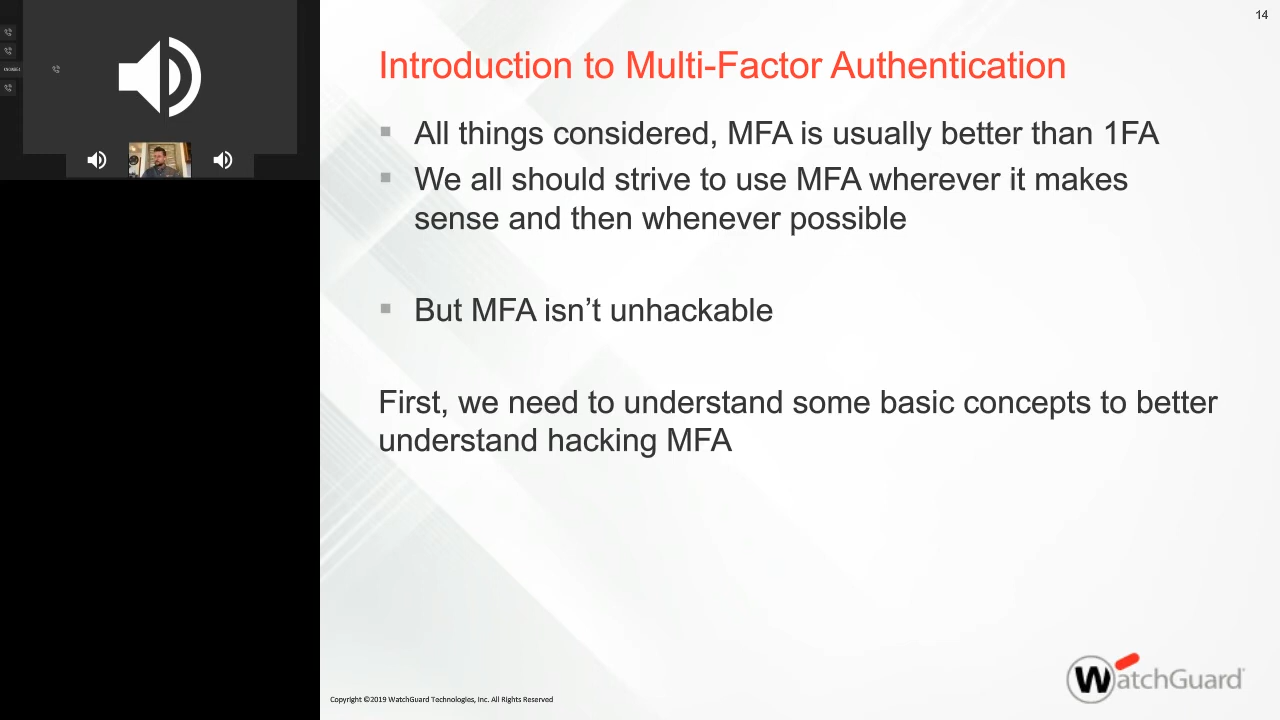 14
Introduction to Multi-Factor Authentication
All things considered, MFA is usually better than 1FA
We all should strive to use MFA wherever it makes
sense and then whenever possible
But MFA isn’t unhackable
First, we need to understand some basic concepts to better
understand hacking MFA
Copyright ©2019 WatchGuard Technologies, Inc. All Rights Reserved
WatchGuard